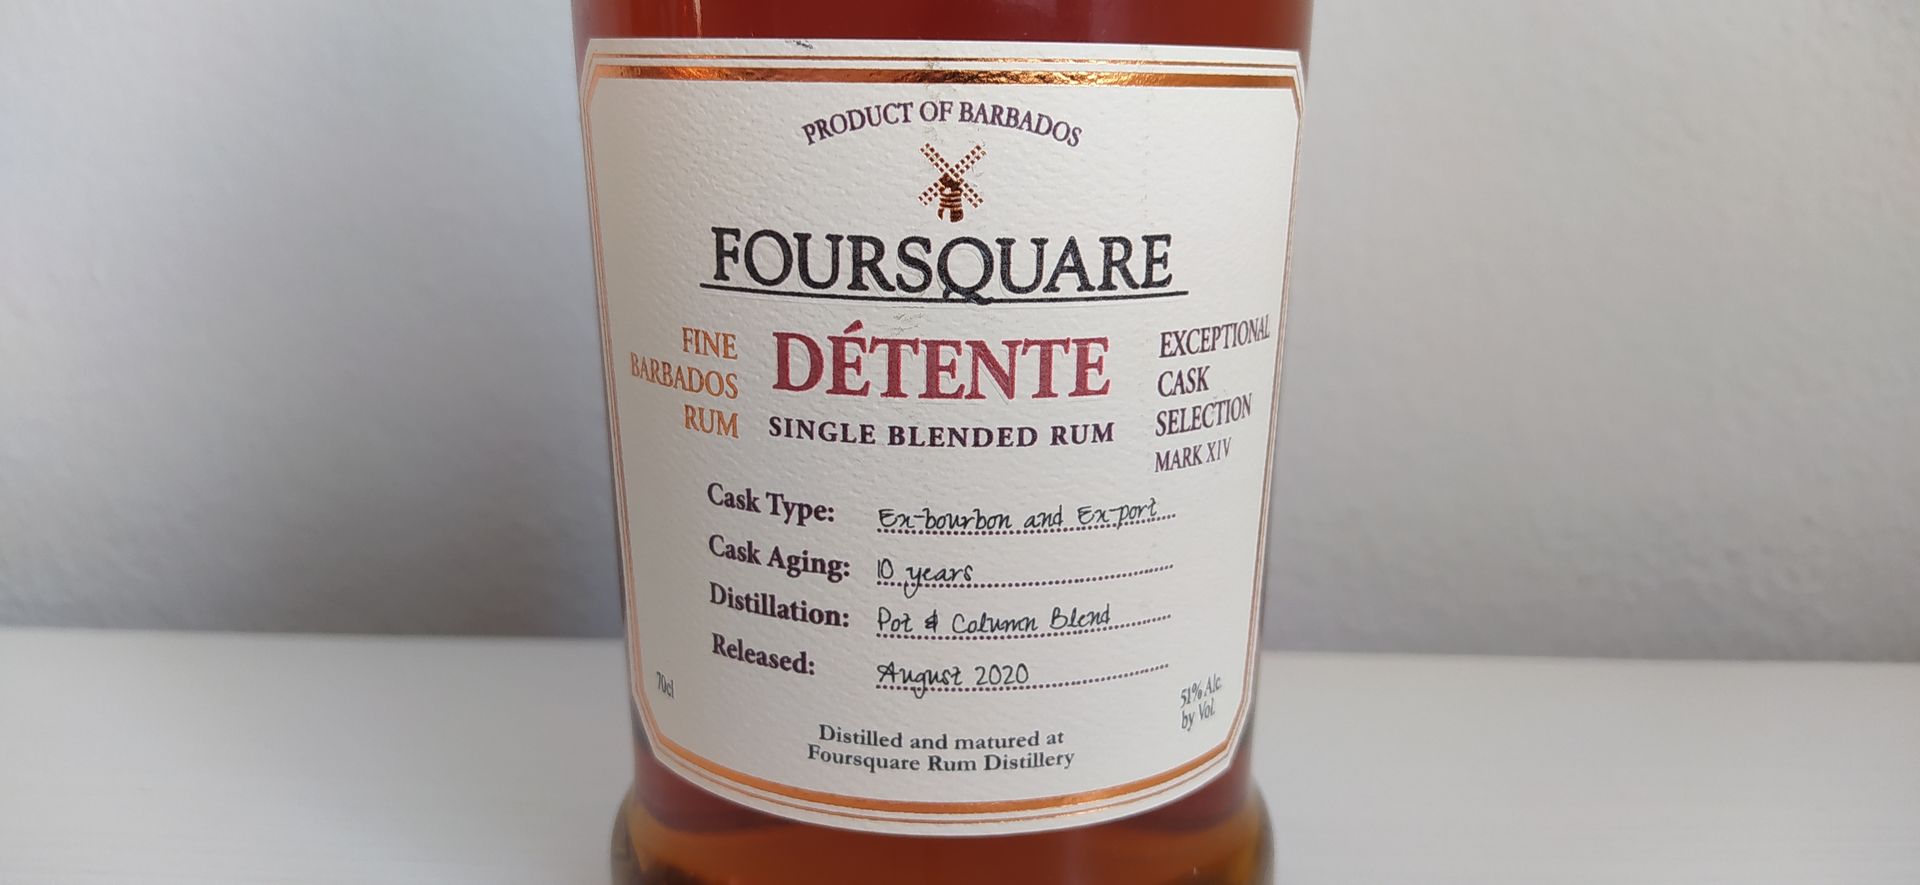 PRODUCT OF BARBADOS
FOURSQUARE
FINE
BARBADOS
RUM
DÉTENTE
SINGLE BLENDED RUM
EXCEPTIONAL
CASK
SELECTION
MARK XIV
Cask Type: Ex-bourbon and Ex-port
Cask Aging: 10 years
Distillation: Pot & Column Blend
Released: August 2020
70cl
51% Alc.
by Vol.
Distilled and matured at
Foursquare Rum Distillery